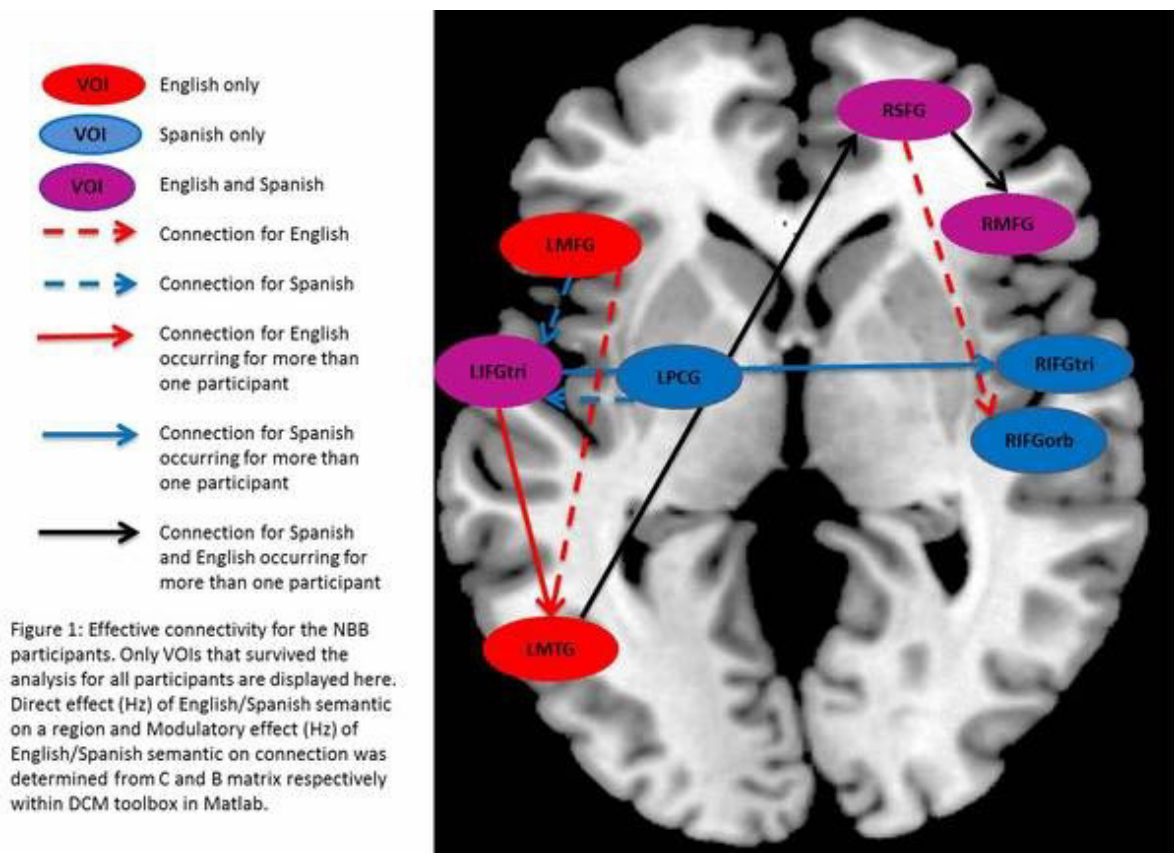 VOI English only
VOI Spanish only
VOI English and Spanish
Connection for English
Connection for Spanish
Connection for English
occurring for more than
one participant
Connection for Spanish
occurring for more than
one participant
Connection for Spanish
and English occurring for
more than one participant
Figure 1: Effective connectivity for the NBB
participants. Only VOIs that survived the
analysis for all participants are displayed here.
Direct effect (Hz) of English/Spanish semantic
on a region and Modulatory effect (Hz) of
English/Spanish semantic on connection was
determined from C and B matrix respectively
within DCM toolbox in Matlab.
RSFG
RMFG
LMFG
LIFGtri
LPCG
RIFGtri
RIFGorb
LMTG